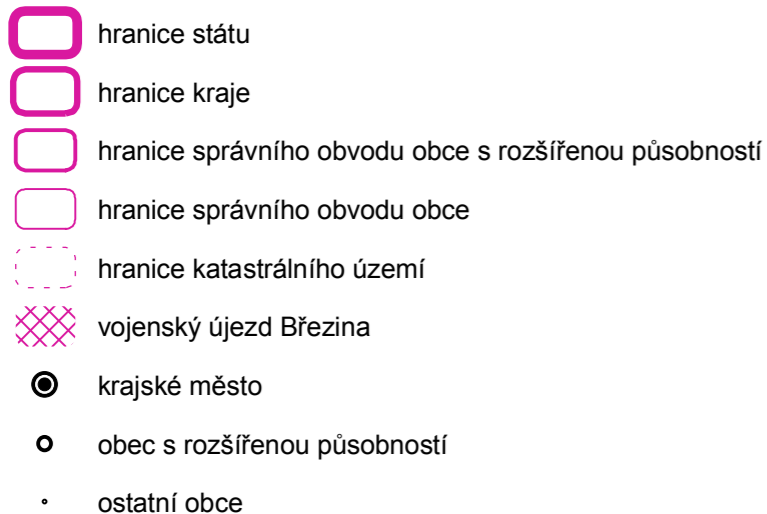 hranice státu
hranice kraje
hranice správního obvodu obce s rozšířenou působností
hranice správního obvodu obce
hranice katastrálního území
vojenský újezd Březina
krajské město
obec s rozšířenou působností
ostatní obce